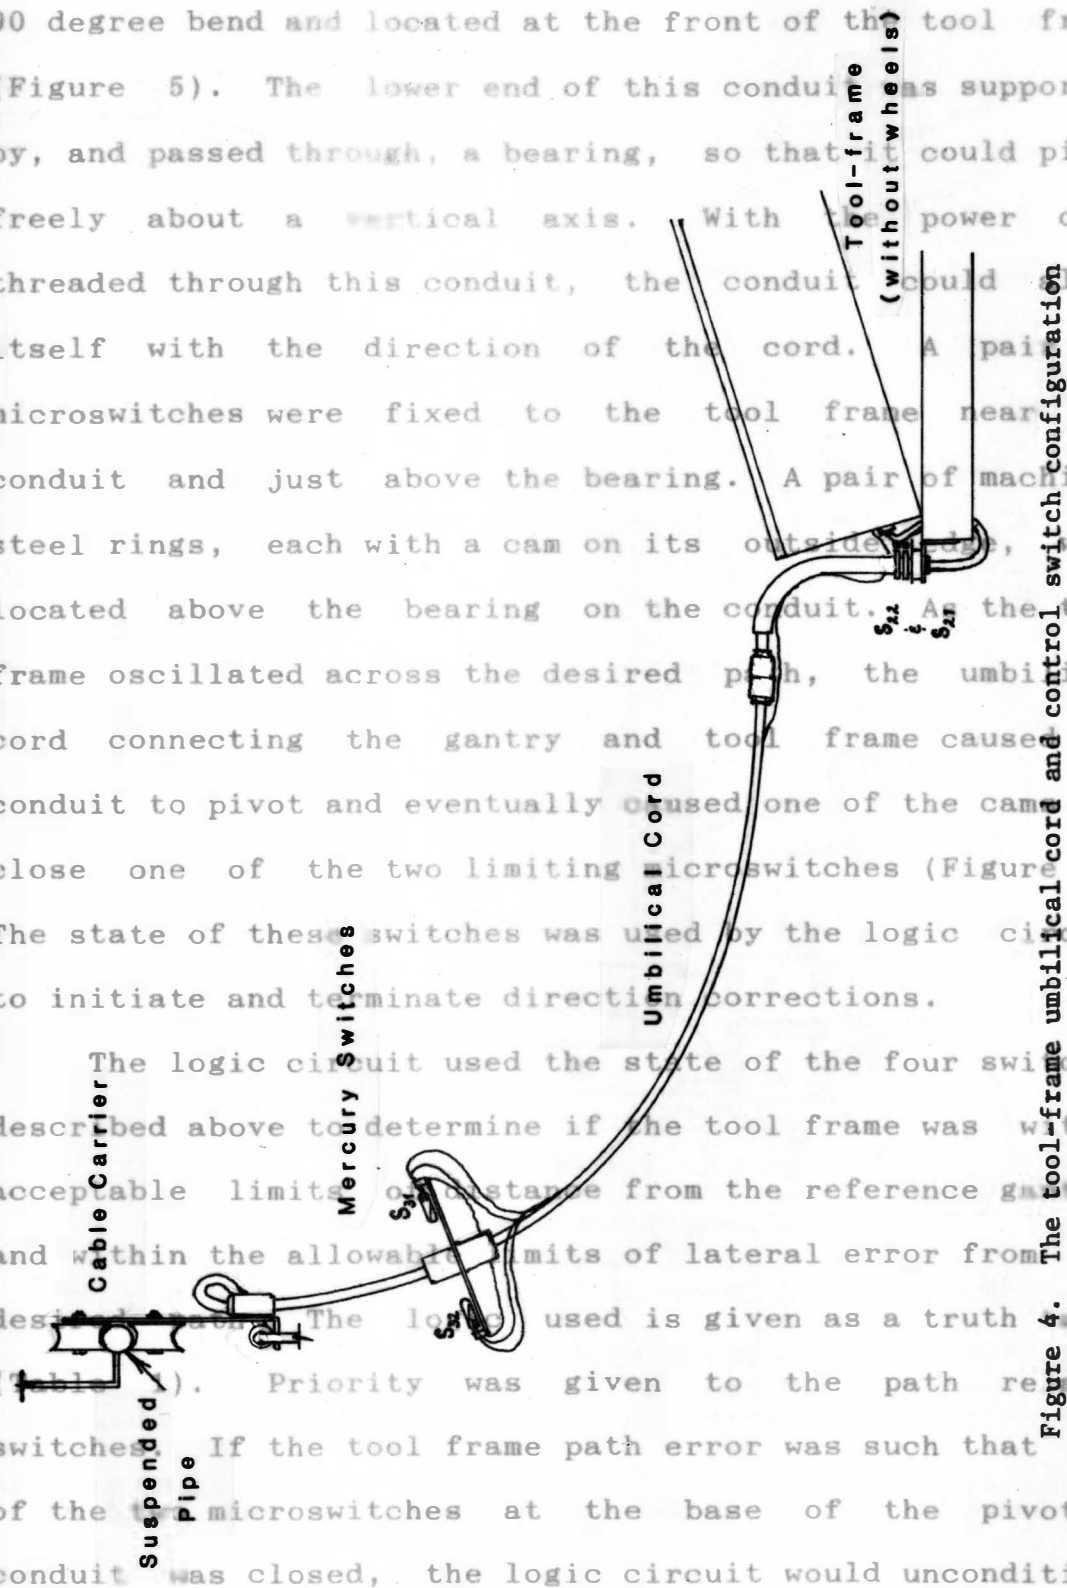 degree bend and located at the front of the tool
(Figure 5). The lower end of this conduit was
by, and passed through, a bearing, so that it could
freely about a vertical axis. With the power
threaded through this conduit, the conduit could
itself with the direction of the cord. A pair
microswitches were fixed to the tool frame near
conduit and just above the bearing. A pair of
steel rings, each with a cam on its outside edge,
located above the bearing on the conduit. As the
frame oscillated across the desired path, the
cord connecting the gantry and tool frame caused
conduit to pivot and eventually caused one of the cams
close one of the two limiting microswitches (Figure
The state of these switches was used by the logic
to initiate and terminate direction corrections.
The logic circuit used the state of the four
described above to determine if the tool frame was
acceptable limits of distance from the reference
and within the allowable limits of lateral error from
desired path. The logic used is given as a truth
(Table 1). Priority was given to the path
switches. If the tool frame path error was such that
of the two microswitches at the base of the
conduit was closed, the logic circuit would
Suspended
Pipe
Cable Carrier
Mercury Switches
S31
S32
Umbilical Cord
S22
&
S21
Tool-frame
(without wheels)
Figure 4. The tool-frame umbilical cord and control switch configuration